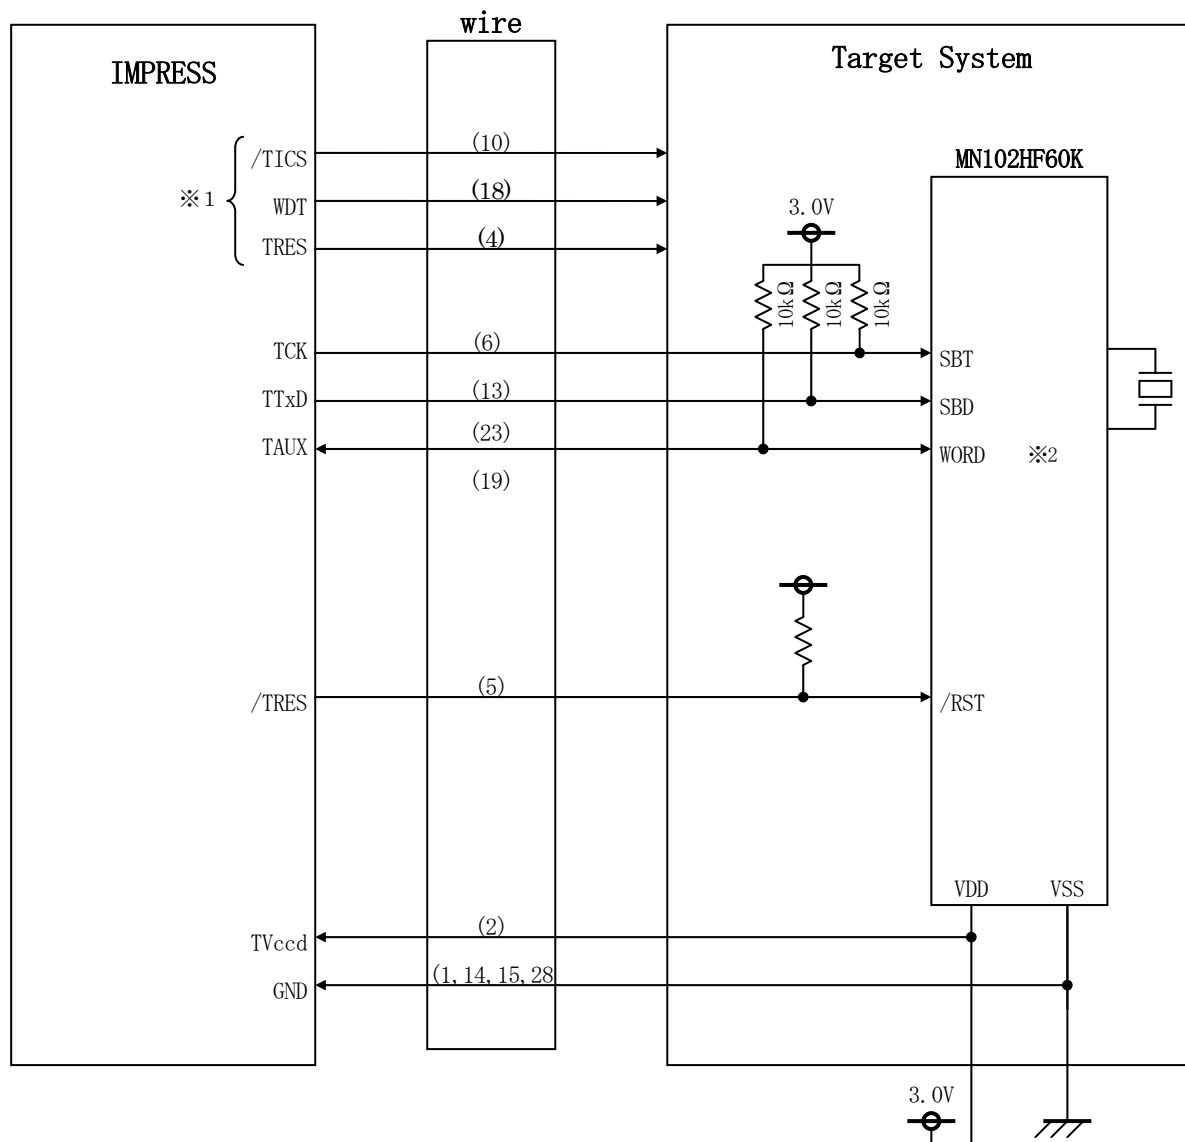 wire
IMPRESS
Target System
/TICS
(10)
MN102HF60K
※1
WDT
(18)
3.0V
TRES
(4)
10kΩ
10kΩ
10kΩ
TCK
(6)
SBT
TTxD
(13)
SBD
TAUX
(23)
WORD ※2
(19)
/TRES
(5)
/RST
VDD
VSS
TVccd
(2)
GND
(1,14,15,28
3.0V